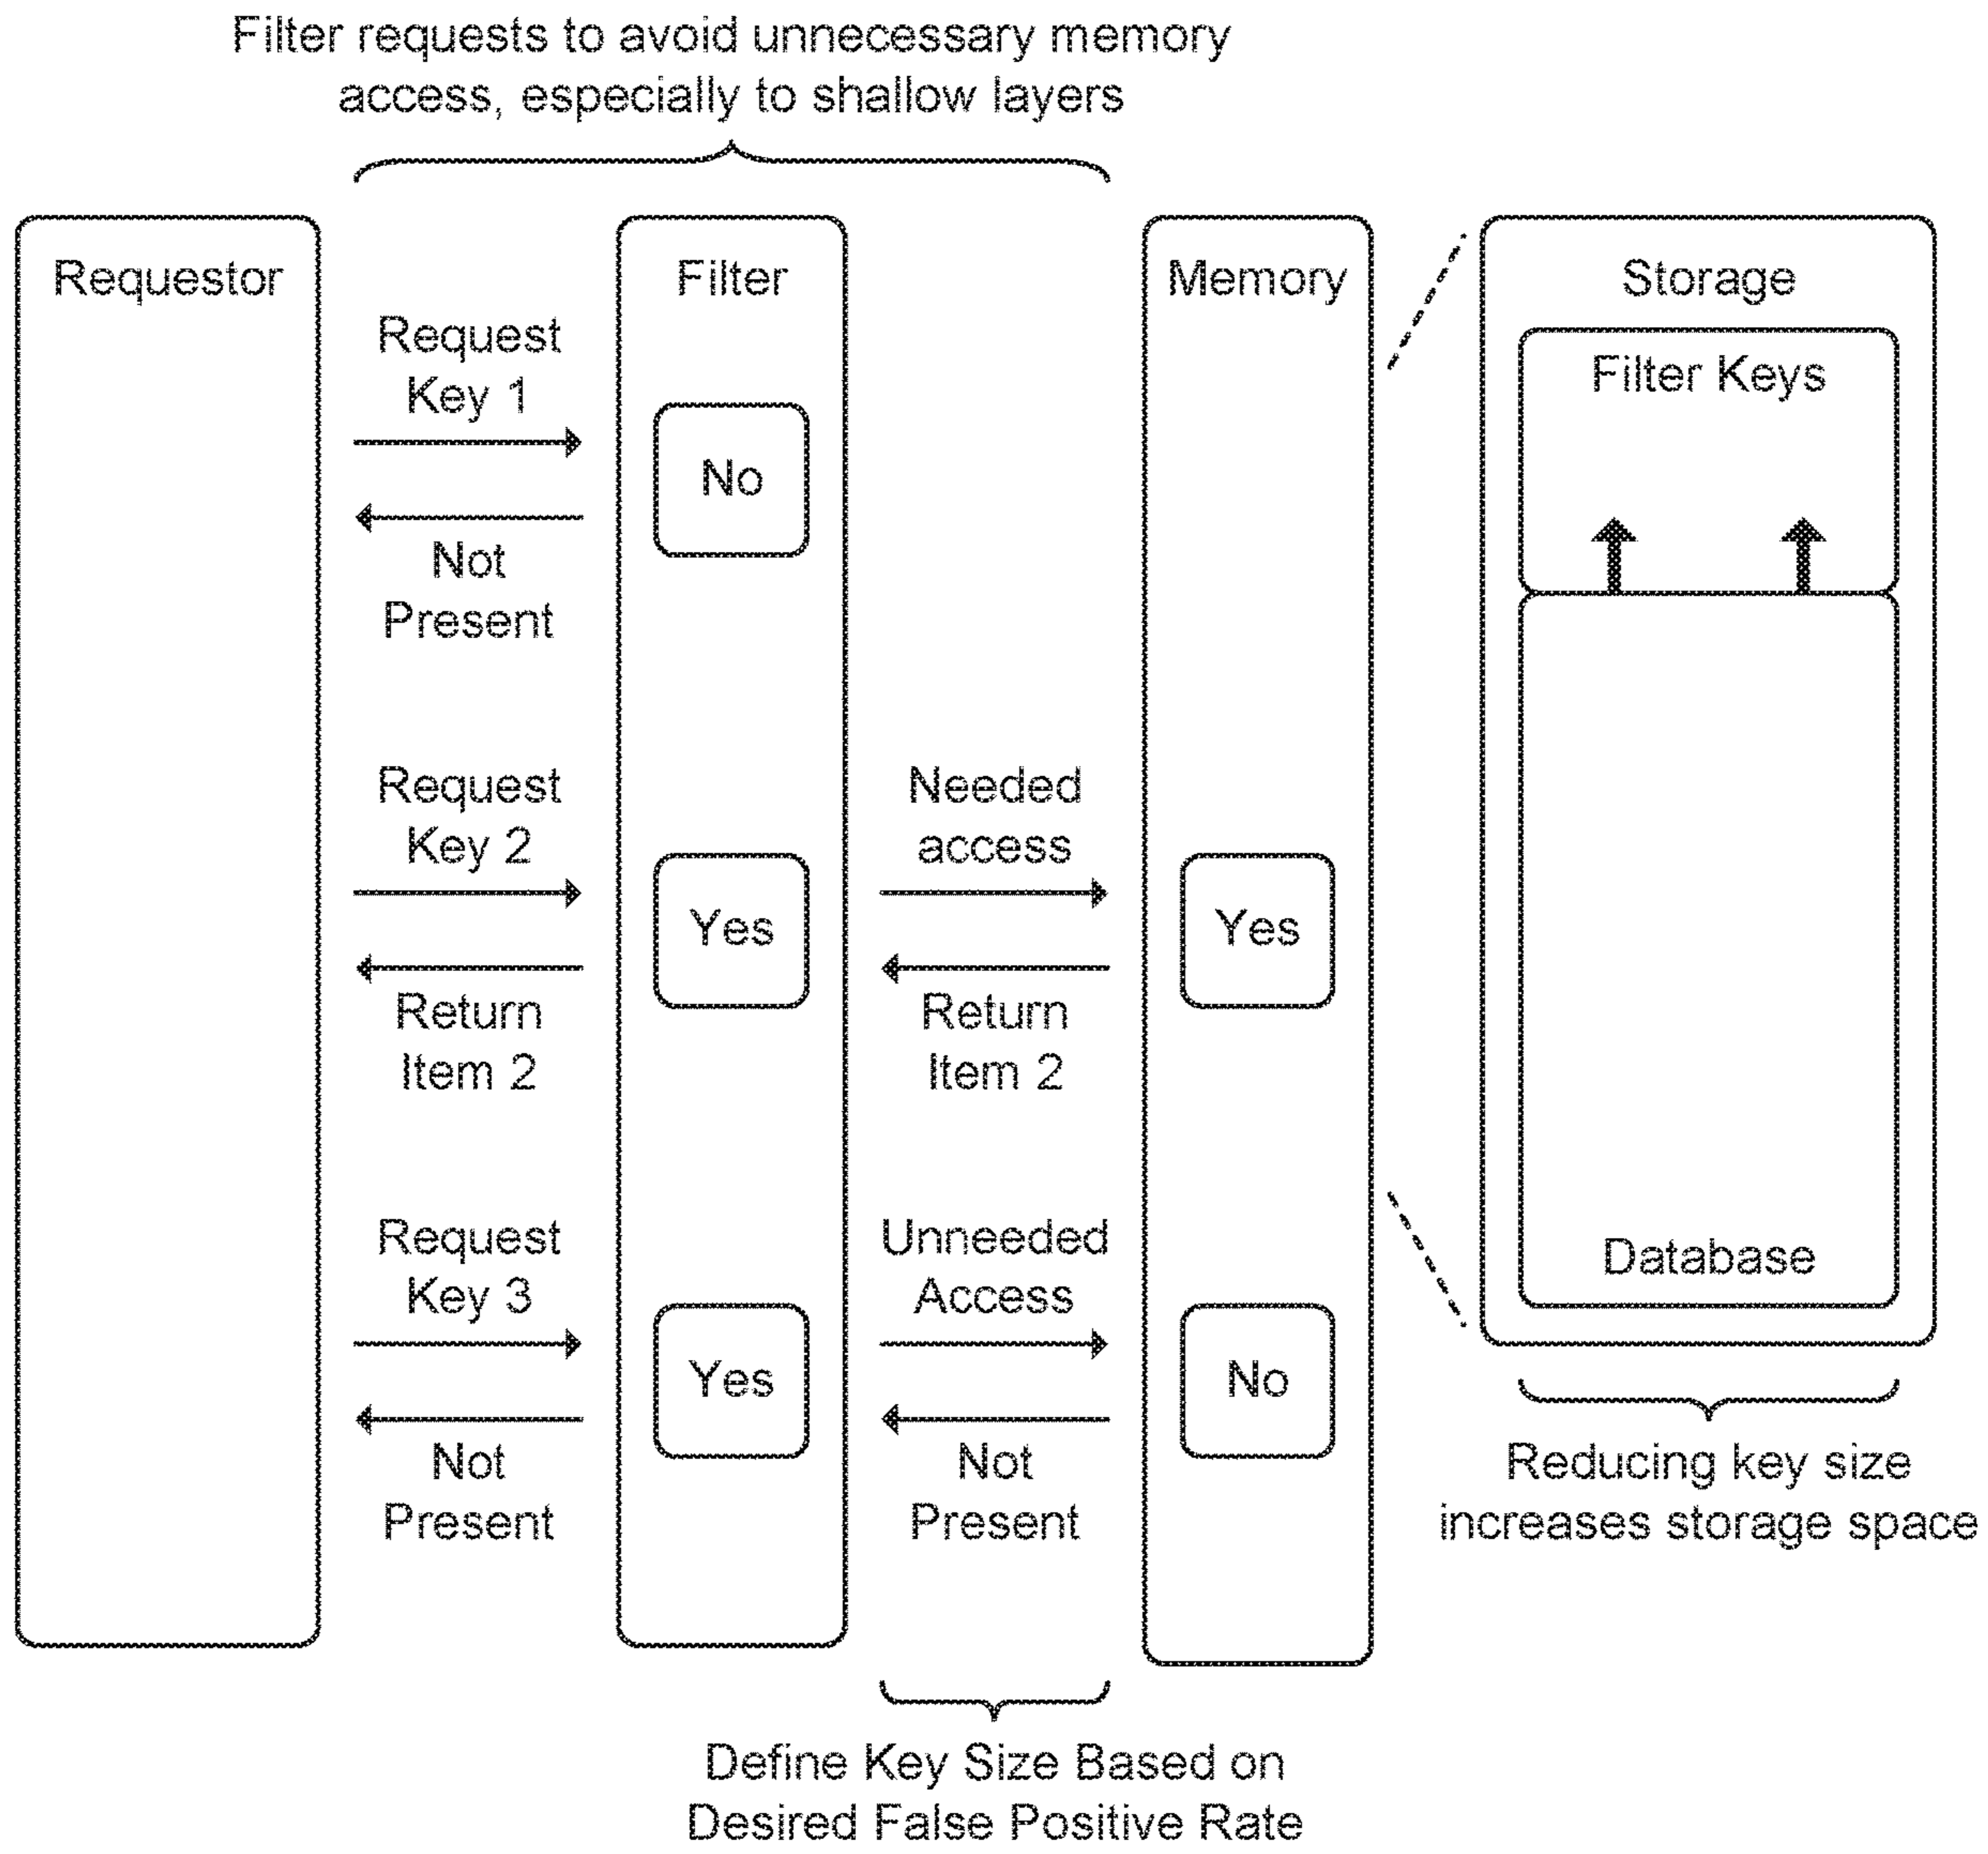 Filter requests to avoid unnecessary memory
access, especially to shallow layers
Requestor
Filter
Memory
Storage
Request
Key 1
No
Not
Present
Filter Keys
Request
Key 2
Needed
access
Yes
Yes
Return
Item 2
Return
Item 2
Request
Key 3
Unneeded
Access
Yes
No
Not
Present
Not
Present
Database
Reducing key size
increases storage space
Define Key Size Based on
Desired False Positive Rate